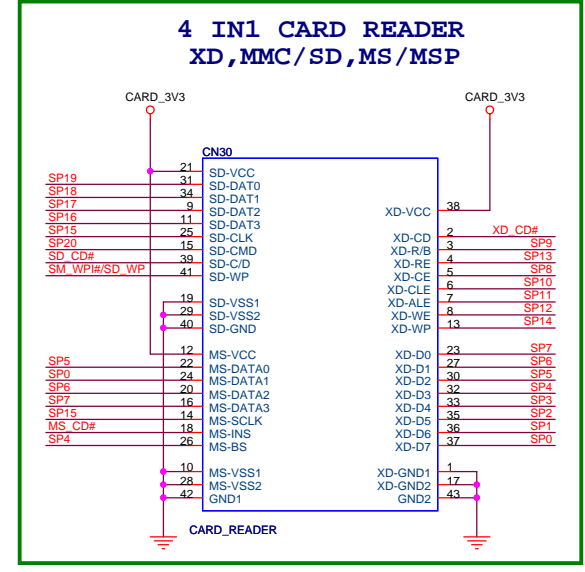 4 IN1 CARD READER
XD,MMC/SD,MS/MSP
CARD_3V3
CARD_3V3
CN30
21 SD-VCC
SP19 31 SD-DAT0
SP18 34 SD-DAT1
SP17 9 SD-DAT2
SP16 11 SD-DAT3
SP15 25 SD-CLK
SP20 15 SD-CMD
SD_CD# 39 SD-C/D
SM_WPI#/SD_WP 41 SD-WP
19 SD-VSS1
29 SD-VSS2
40 SD-GND
12 MS-VCC
SP5 22 MS-DATA0
SP0 24 MS-DATA1
SP6 20 MS-DATA2
SP7 16 MS-DATA3
SP15 14 MS-SCLK
MS_CD# 18 MS-INS
SP4 26 MS-BS
10 MS-VSS1
28 MS-VSS2
42 GND1
XD-VCC 38
XD-CD 2 XD_CD#
XD-R/B 3 SP9
XD-RE 4 SP13
XD-CE 5 SP8
XD-CLE 6 SP10
XD-ALE 7 SP11
XD-WE 8 SP12
XD-WP 13 SP14
XD-D0 23 SP7
XD-D1 27 SP6
XD-D2 30 SP5
XD-D3 32 SP4
XD-D4 33 SP3
XD-D5 35 SP2
XD-D6 36 SP1
XD-D7 37 SP0
XD-GND1 1
XD-GND2 17
GND2 43
CARD_READER